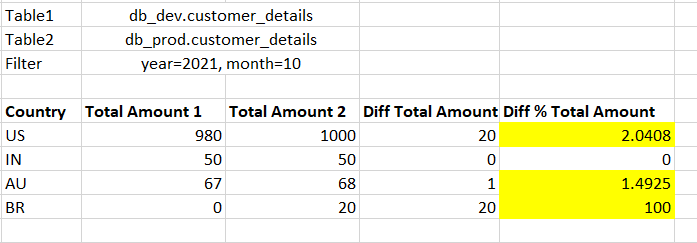 Table1 db_dev.customer_details
Table2 db_prod.customer_details
Filter year=2021, month=10
Country Total Amount 1 Total Amount 2 Diff Total Amount Diff % Total Amount
US 980 1000 20 2.0408
IN 50 50 0 0
AU 67 68 1 1.4925
BR 0 20 20 100